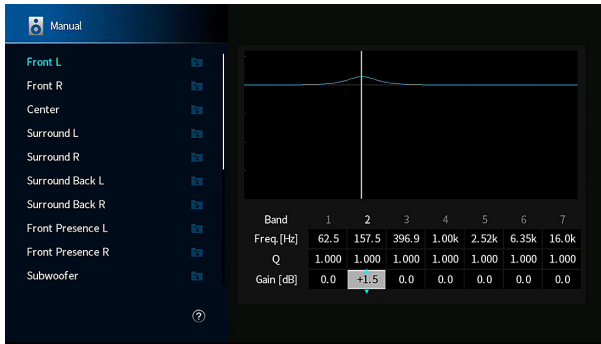 Manual
Front L
Front R
Center
Surround L
Surround R
Surround Back L
Surround Back R
Front Presence L
Front Presence R
Subwoofer
?
Band 1 2 3 4 5 6 7
Freq.[Hz] 62.5 157.5 396.9 1.00k 2.52k 6.35k 16.0k
Q 1.000 1.000 1.000 1.000 1.000 1.000 1.000
Gain [dB] 0.0 +1.5 0.0 0.0 0.0 0.0 0.0